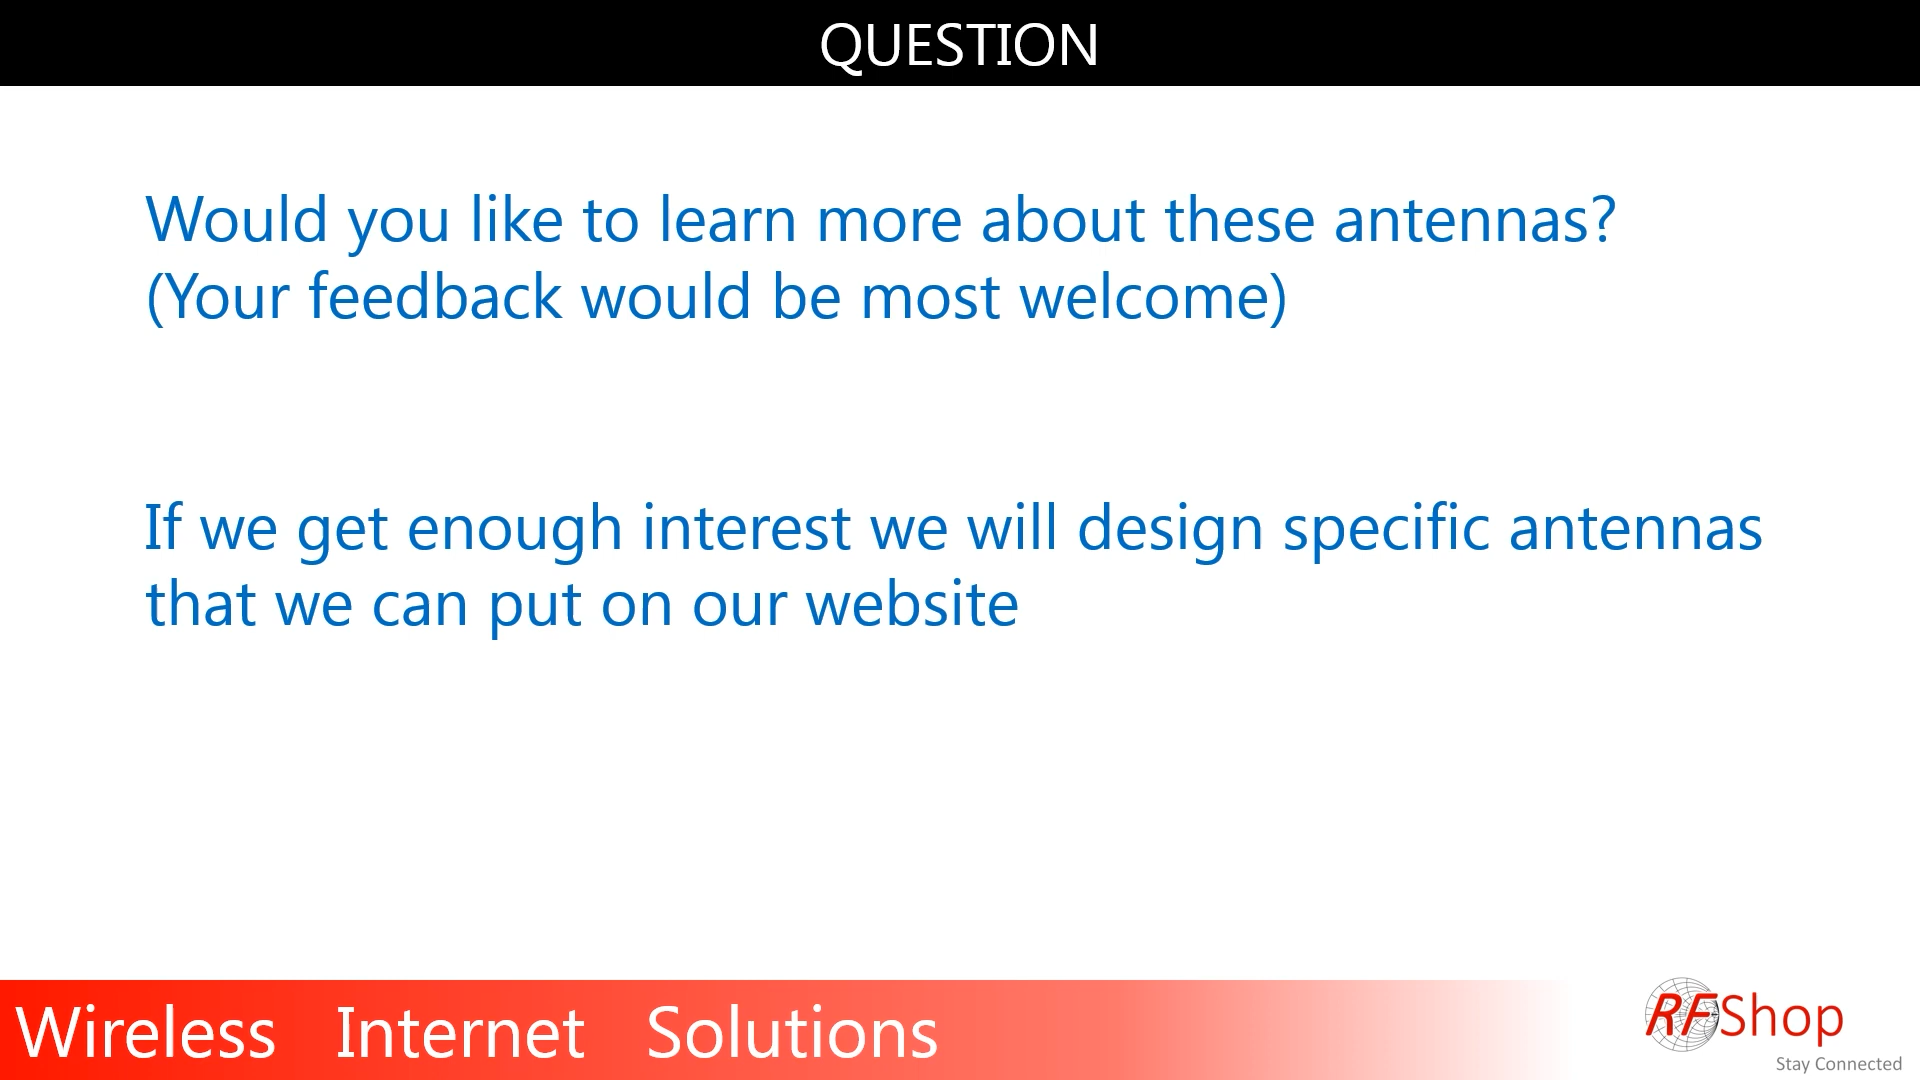 QUESTION
Would you like to learn more about these antennas?
(Your feedback would be most welcome)
If we get enough interest we will design specific antennas
that we can put on our website
Wireless Internet Solutions
RFShop
Stay Connected